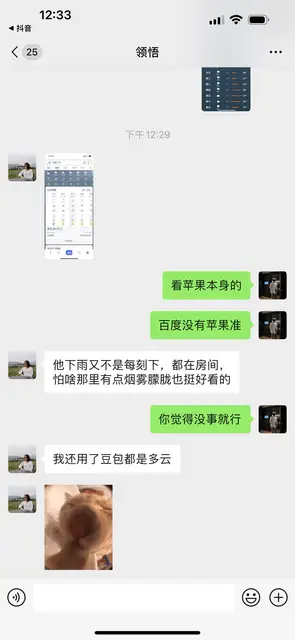 12:33
抖音
25
领悟
下午12:29
看苹果本身的
百度没有苹果准
他下雨又不是每刻下，都在房间，
怕啥那里有点烟雾朦胧也挺好看的
你觉得没事就行
我还用了豆包都是多云